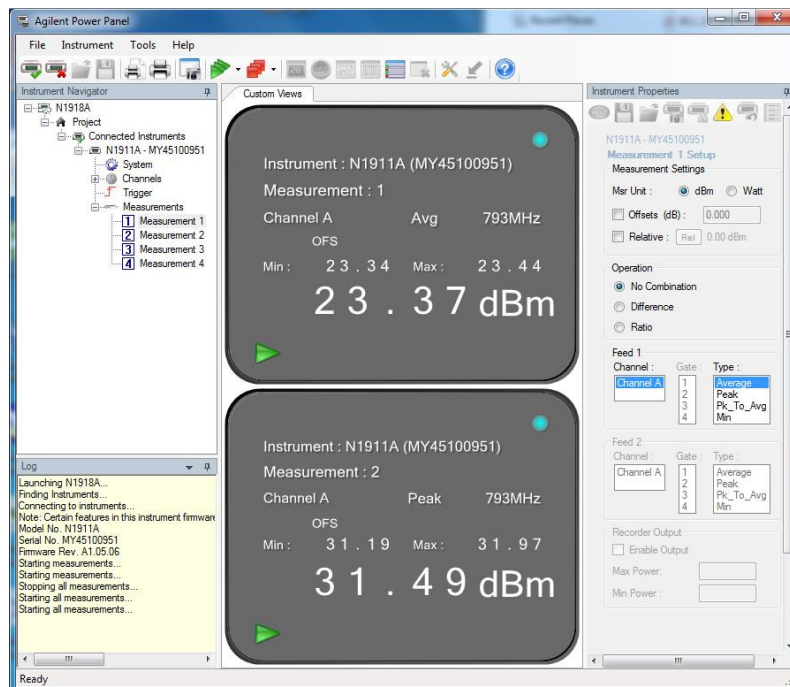 Agilent Power Panel
File Instrument Tools Help
Instrument Navigator
N1918A
Project
Connected Instruments
N1911A - MY45100951
System
Channels
Trigger
Measurements
1 Measurement 1
2 Measurement 2
3 Measurement 3
4 Measurement 4
Log
Launching N1918A...
Finding Instruments...
Connecting to instruments...
Note: Certain features in this instrument firmware
Model No. N1911A
Serial No. MY45100951
Firmware Rev. A1.05.06
Starting measurements...
Starting measurements...
Stopping all measurements...
Starting all measurements...
Starting all measurements...
Ready
Custom Views
Instrument : N1911A (MY45100951)
Measurement : 1
Channel A Avg 793MHz
OFS
Min : 23.34 Max : 23.44
23.37 dBm
Instrument : N1911A (MY45100951)
Measurement : 2
Channel A Peak 793MHz
OFS
Min : 31.19 Max : 31.97
31.49 dBm
Instrument Properties
N1911A - MY45100951
Measurement 1 Setup
Measurement Settings
Msr Unit : dBm Watt
Offsets (dB) : 0.000
Relative : Rel 0.00 dBm
Operation
No Combination
Difference
Ratio
Feed 1
Channel : Gate : Type :
Channel A 1 Average
2 Peak
3 Pk_To_Avg
4 Min
Feed 2
Channel : Gate : Type :
Channel A 1 Average
2 Peak
3 Pk_To_Avg
4 Min
Recorder Output
Enable Output
Max Power:
Min Power :